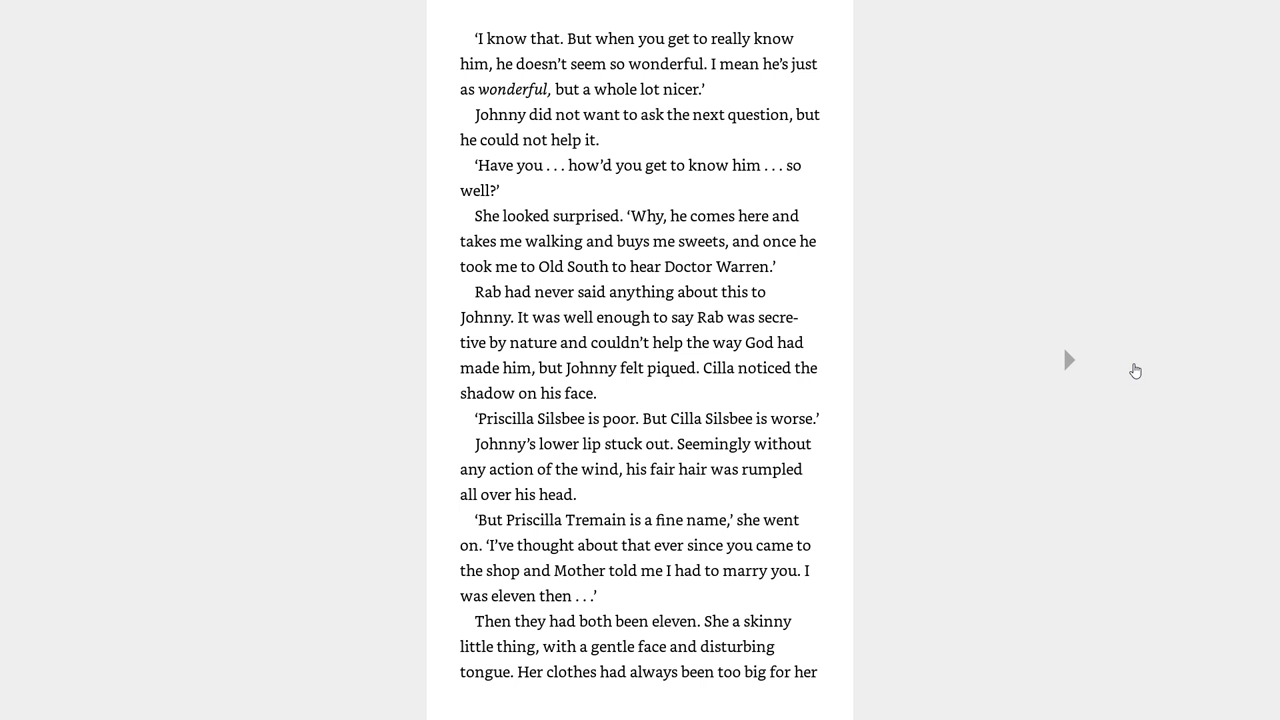 ‘I know that. But when you get to really know
him, he doesn’t seem so wonderful. I mean he’s just
as wonderful, but a whole lot nicer.’
Johnny did not want to ask the next question, but
he could not help it.
‘Have you . . . how’d you get to know him . . . so
well?’
She looked surprised. ‘Why, he comes here and
takes me walking and buys me sweets, and once he
took me to Old South to hear Doctor Warren.’
Rab had never said anything about this to
Johnny. It was well enough to say Rab was secre-
tive by nature and couldn’t help the way God had
made him, but Johnny felt piqued. Cilla noticed the
shadow on his face.
‘Priscilla Silsbee is poor. But Cilla Silsbee is worse.’
Johnny’s lower lip stuck out. Seemingly without
any action of the wind, his fair hair was rumpled
all over his head.
‘But Priscilla Tremain is a fine name,’ she went
on. ‘I’ve thought about that ever since you came to
the shop and Mother told me I had to marry you. I
was eleven then . . .’
Then they had both been eleven. She a skinny
little thing, with a gentle face and disturbing
tongue. Her clothes had always been too big for her